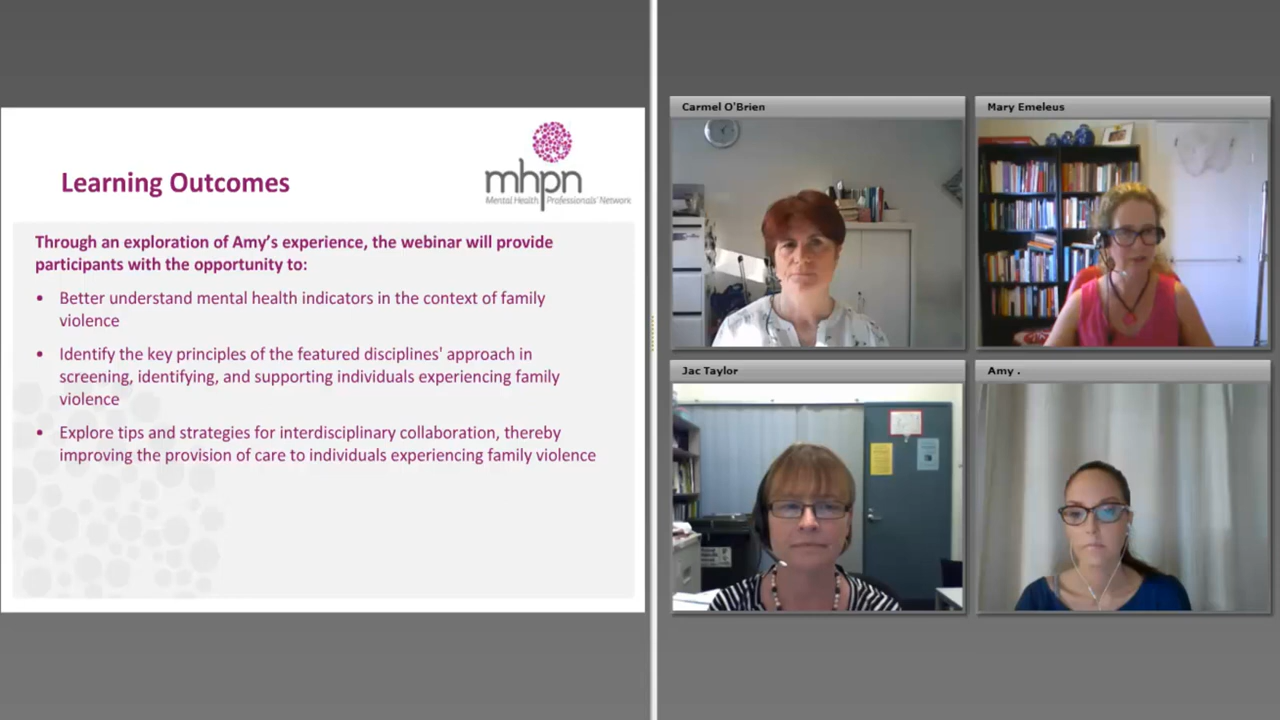 Learning Outcomes
mhpn
Mental Health Professionals' Network
Through an exploration of Amy's experience, the webinar will provide
participants with the opportunity to:
• Better understand mental health indicators in the context of family
violence
• Identify the key principles of the featured disciplines' approach in
screening, identifying, and supporting individuals experiencing family
violence
• Explore tips and strategies for interdisciplinary collaboration, thereby
improving the provision of care to individuals experiencing family violence
Carmel O'Brien
Mary Emeleus
Jac Taylor
Amy .